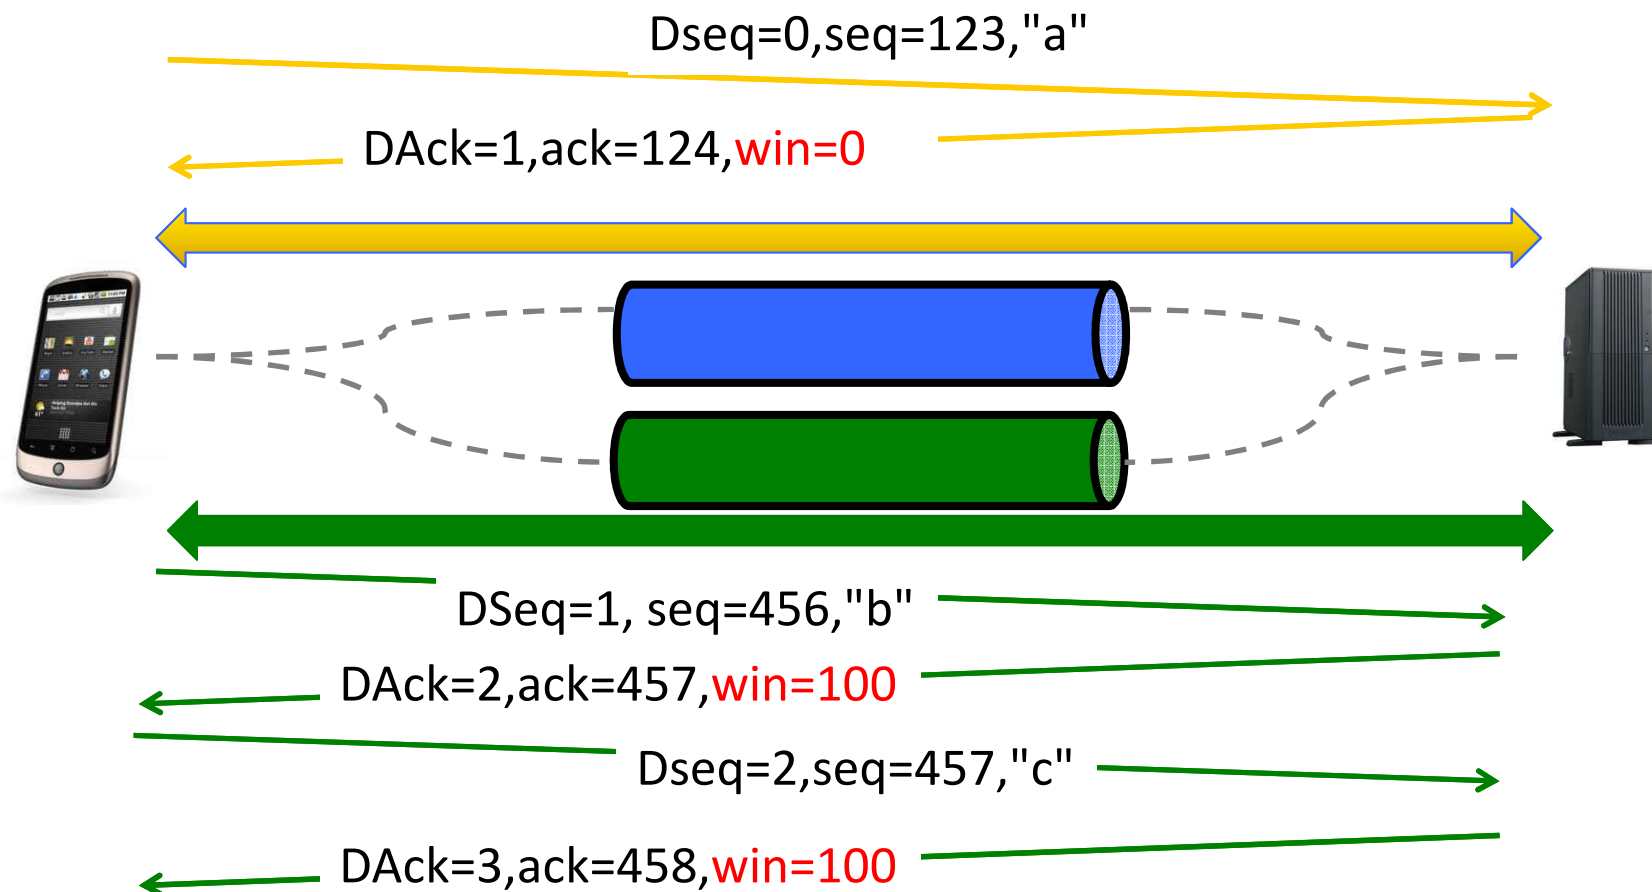 Dseq=0,seq=123,"a"
DAck=1,ack=124,win=0
DSeq=1, seq=456,"b"
DAck=2,ack=457,win=100
Dseq=2,seq=457,"c"
DAck=3,ack=458,win=100